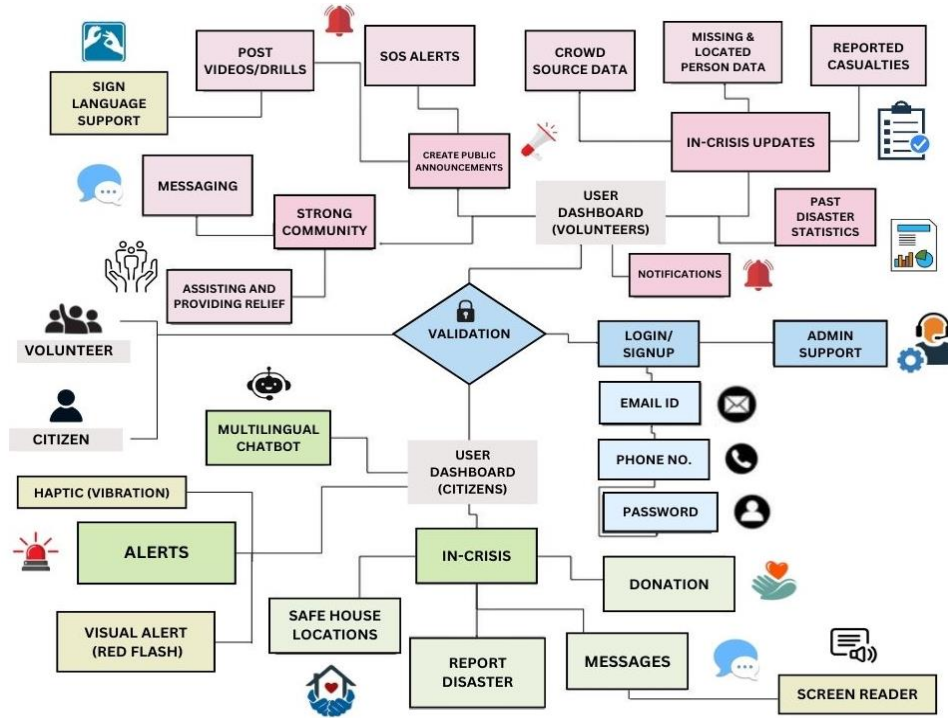 POST
VIDEOS/DRILLS
SOS ALERTS
CROWD
SOURCE DATA
MISSING &
LOCATED
PERSON DATA
REPORTED
CASUALTIES
SIGN
LANGUAGE
SUPPORT
CREATE PUBLIC
ANNOUNCEMENTS
IN-CRISIS UPDATES
MESSAGING
STRONG
COMMUNITY
USER
DASHBOARD
(VOLUNTEERS)
PAST
DISASTER
STATISTICS
ASSISTING AND
PROVIDING RELIEF
NOTIFICATIONS
VOLUNTEER
VALIDATION
LOGIN/
SIGNUP
ADMIN
SUPPORT
CITIZEN
EMAIL ID
MULTILINGUAL
CHATBOT
USER
DASHBOARD
(CITIZENS)
PHONE NO.
HAPTIC (VIBRATION)
PASSWORD
ALERTS
IN-CRISIS
DONATION
SAFE HOUSE
LOCATIONS
VISUAL ALERT
(RED FLASH)
REPORT
DISASTER
MESSAGES
SCREEN READER